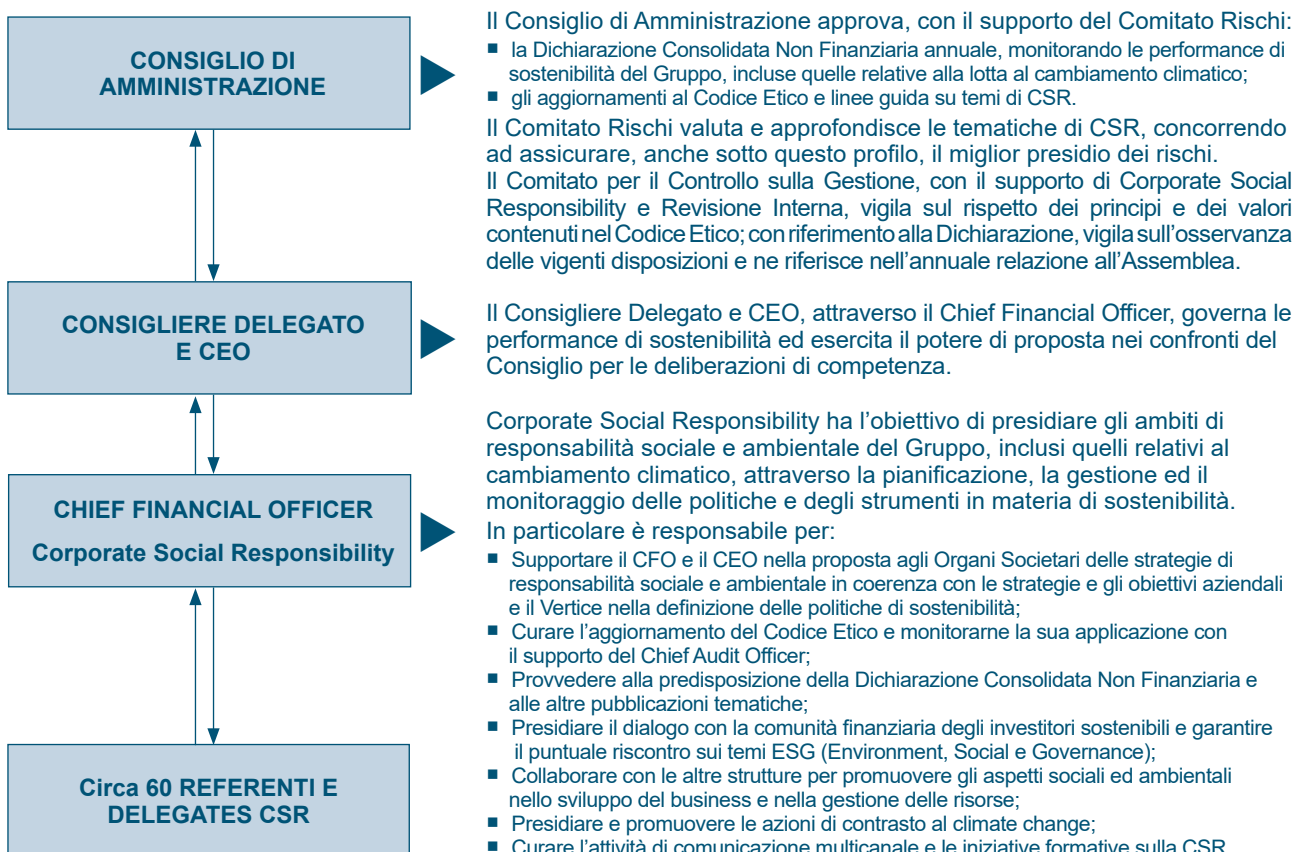 CONSIGLIO DI
AMMINISTRAZIONE
Il Consiglio di Amministrazione approva, con il supporto del Comitato Rischi:
■ la Dichiarazione Consolidata Non Finanziaria annuale, monitorando le performance di
sostenibilità del Gruppo, incluse quelle relative alla lotta al cambiamento climatico;
■ gli aggiornamenti al Codice Etico e linee guida su temi di CSR.
Il Comitato Rischi valuta e approfondisce le tematiche di CSR, concorrendo
ad assicurare, anche sotto questo profilo, il miglior presidio dei rischi.
Il Comitato per il Controllo sulla Gestione, con il supporto di Corporate Social
Responsibility e Revisione Interna, vigila sul rispetto dei principi e dei valori
contenuti nel Codice Etico; con riferimento alla Dichiarazione, vigila sull'osservanza
delle vigenti disposizioni e ne riferisce nell'annuale relazione all'Assemblea.
CONSIGLIERE DELEGATO
E CEO
Il Consigliere Delegato e CEO, attraverso il Chief Financial Officer, governa le
performance di sostenibilità ed esercita il potere di proposta nei confronti del
Consiglio per le deliberazioni di competenza.
CHIEF FINANCIAL OFFICER
Corporate Social Responsibility
Corporate Social Responsibility ha l'obiettivo di presidiare gli ambiti di
responsabilità sociale e ambientale del Gruppo, inclusi quelli relativi al
cambiamento climatico, attraverso la pianificazione, la gestione ed il
monitoraggio delle politiche e degli strumenti in materia di sostenibilità.
In particolare è responsabile per:
■ Supportare il CFO e il CEO nella proposta agli Organi Societari delle strategie di
responsabilità sociale e ambientale in coerenza con le strategie e gli obiettivi aziendali
e il Vertice nella definizione delle politiche di sostenibilità;
■ Curare l'aggiornamento del Codice Etico e monitorarne la sua applicazione con
il supporto del Chief Audit Officer;
■ Provvedere alla predisposizione della Dichiarazione Consolidata Non Finanziaria e
alle altre pubblicazioni tematiche;
■ Presidiare il dialogo con la comunità finanziaria degli investitori sostenibili e garantire
il puntuale riscontro sui temi ESG (Environment, Social e Governance);
■ Collaborare con le altre strutture per promuovere gli aspetti sociali ed ambientali
nello sviluppo del business e nella gestione delle risorse;
■ Presidiare e promuovere le azioni di contrasto al climate change;
■ Curare l'attività di comunicazione multicanale e le iniziative formative sulla CSR
Circa 60 REFERENTI E
DELEGATES CSR